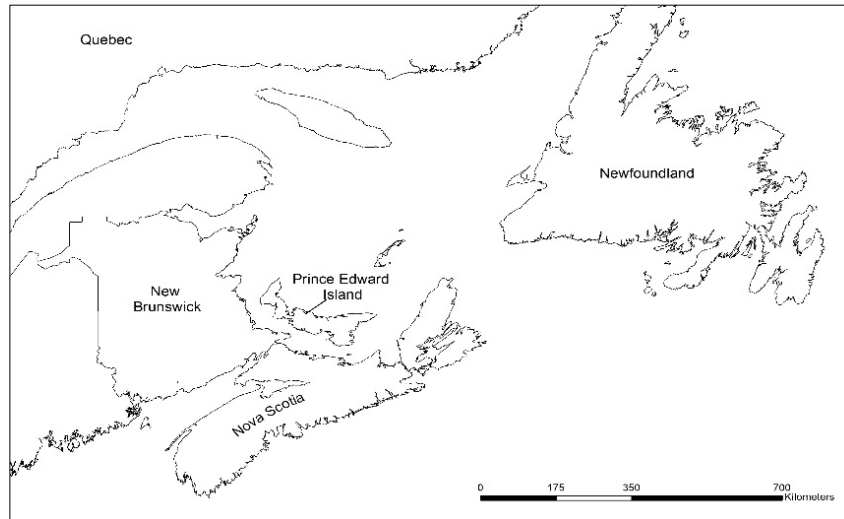 Quebec
Newfoundland
Prince Edward
Island
New
Brunswick
Nova Scotia
0 175 350 700
Kilometers